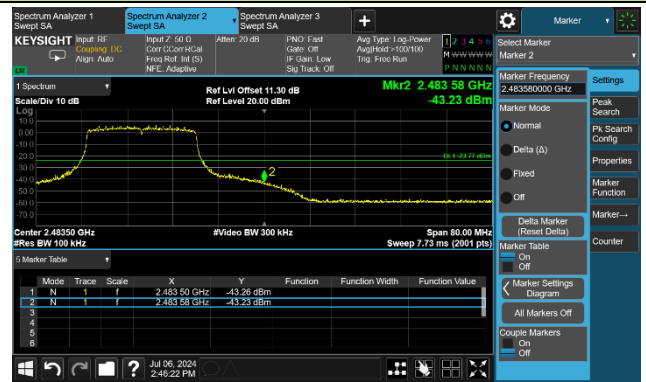 Spectrum Analyzer 1
Swept SA
Spectrum Analyzer 2
Swept SA
Spectrum Analyzer 3
Swept SA
+
Marker
KEYSIGHT
Input: RF
Coupling: DC
Align: Auto
Input Z: 50 Ω
Corr CCorr RCal
Freq Ref: Int (S)
NFE: Adaptive
Atten: 20 dB
PNO: Fast
Gate: Off
IF Gain: Low
Sig Track: Off
Avg Type: Log-Power
Avg|Hold:>100/100
Trig: Free Run
1 2 3 4 5 6
M W W W W W
P N N N N N
Select Marker
Marker 2
LXI
1 Spectrum
Scale/Div 10 dB
Ref Lvl Offset 11.30 dB
Ref Level 20.00 dBm
Mkr2 2.483 58 GHz
-43.23 dBm
Log
10.0
0.00
-10.0
-20.0
-30.0
-40.0
-50.0
-60.0
-70.0
DL1 -23.77 dBm
2
Center 2.48350 GHz
#Res BW 100 kHz
#Video BW 300 kHz
Span 80.00 MHz
Sweep 7.73 ms (2001 pts)
5 Marker Table
Mode Trace Scale X Y Function Function Width Function Value
1 N 1 f 2.483 50 GHz -43.26 dBm
2 N 1 f 2.483 58 GHz -43.23 dBm
3
4
5
6
Marker Frequency
2.483580000 GHz
Marker Mode
Normal
Delta (Δ)
Fixed
Off
Delta Marker
(Reset Delta)
Marker Table
On
Off
Marker Settings
Diagram
All Markers Off
Couple Markers
On
Off
Settings
Peak
Search
Pk Search
Config
Properties
Marker
Function
Marker→
Counter
?
Jul 06, 2024
2:46:22 PM